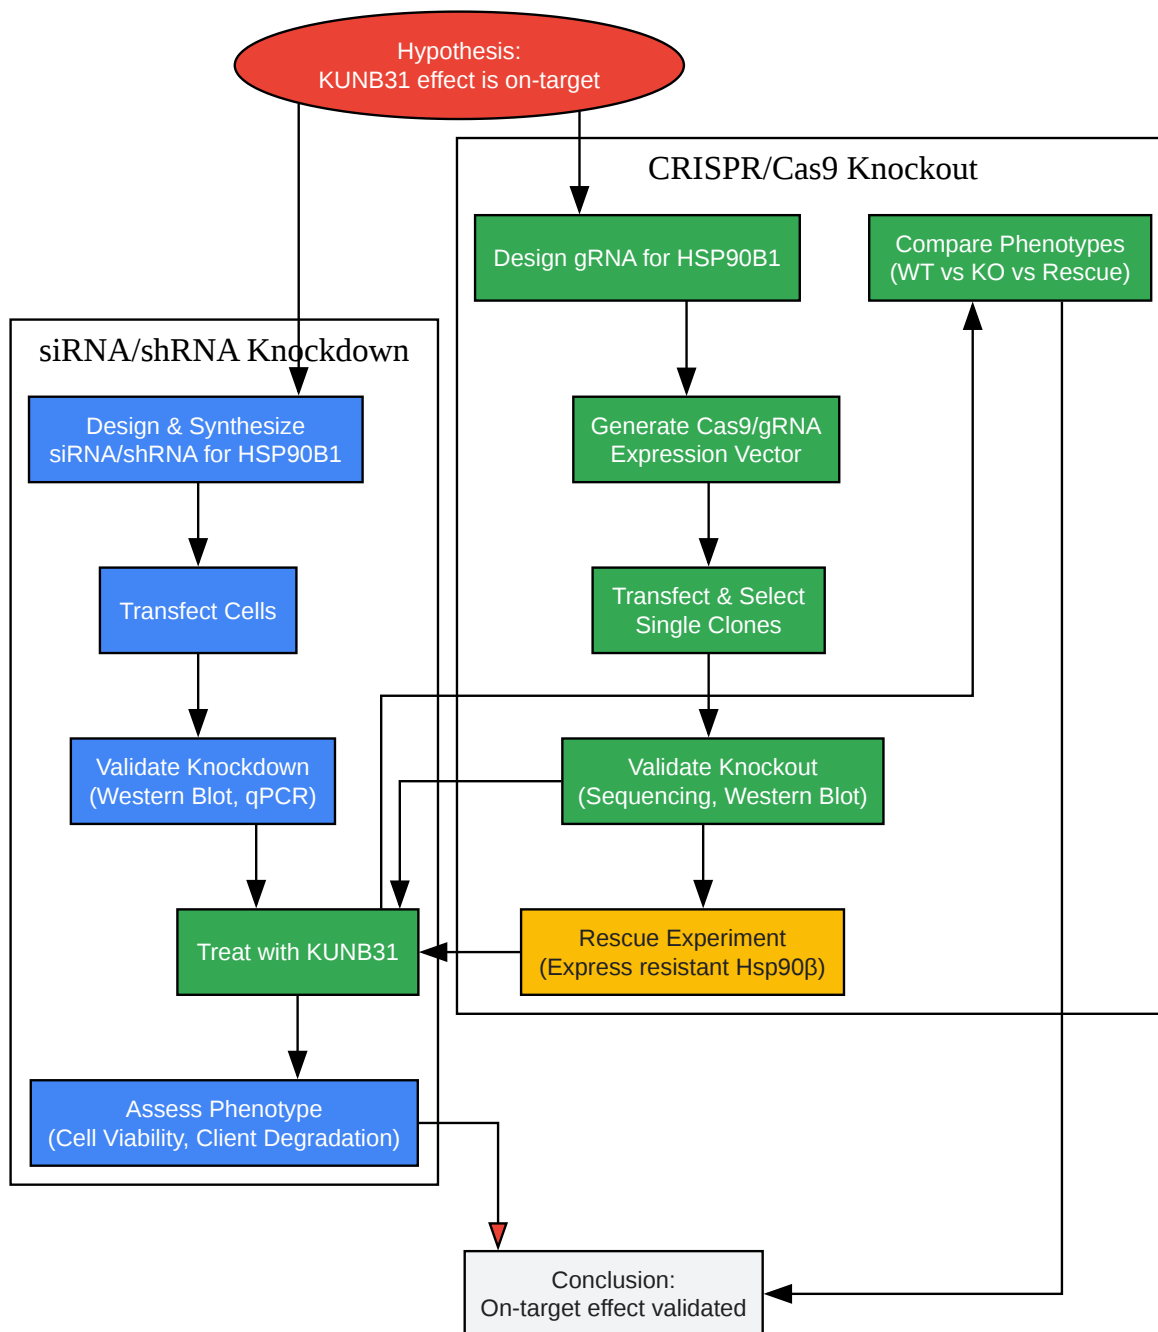 Hypothesis:
KUNB31 effect is on-target
CRISPR/Cas9 Knockout
Design gRNA for HSP90B1
Compare Phenotypes
(WT vs KO vs Rescue)
siRNA/shRNA Knockdown
Design & Synthesize
siRNA/shRNA for HSP90B1
Generate Cas9/gRNA
Expression Vector
Transfect Cells
Transfect & Select
Single Clones
Validate Knockdown
(Western Blot, qPCR)
Validate Knockout
(Sequencing, Western Blot)
Treat with KUNB31
Rescue Experiment
(Express resistant Hsp90β)
Assess Phenotype
(Cell Viability, Client Degradation)
Conclusion:
On-target effect validated